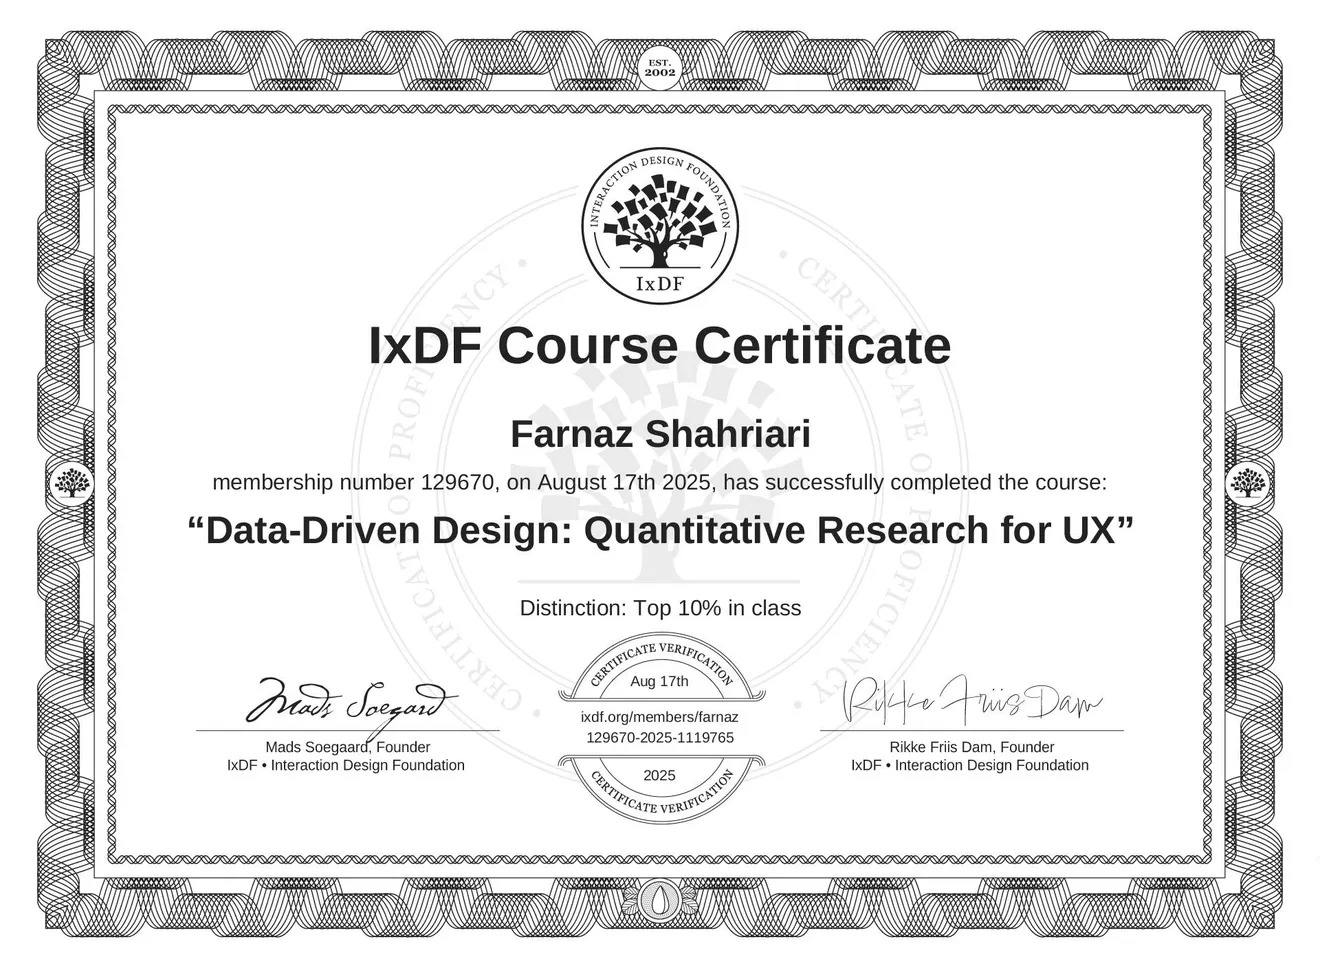 EST.
2002
INTERACTION DESIGN FOUNDATION
IxDF
• CERTIFICATE OF PROFICIENCY •
• CERTIFICATE OF PROFICIENCY •
IxDF Course Certificate
Farnaz Shahriari
membership number 129670, on August 17th 2025, has successfully completed the course:
“Data-Driven Design: Quantitative Research for UX”
Distinction: Top 10% in class
CERTIFICATE VERIFICATION
Aug 17th
ixdf.org/members/farnaz
129670-2025-1119765
2025
CERTIFICATE VERIFICATION
Mads Soegaard
Mads Soegaard, Founder
IxDF • Interaction Design Foundation
Rikke Friis Dam
Rikke Friis Dam, Founder
IxDF • Interaction Design Foundation